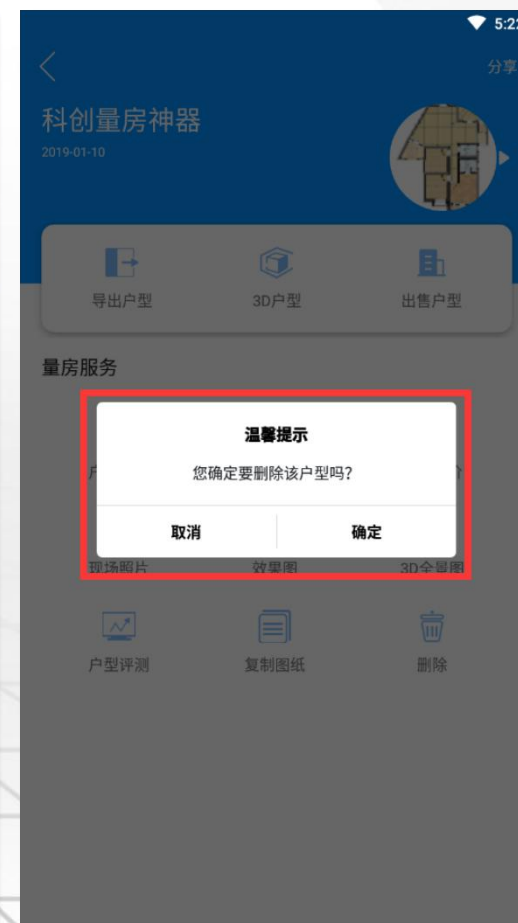 5:22
分享
科创量房神器
2019-01-10
导出户型
3D户型
出售户型
量房服务
温馨提示
您确定要删除该户型吗?
取消
确定
现场照片
效果图
3D全景图
户型评测
复制图纸
删除